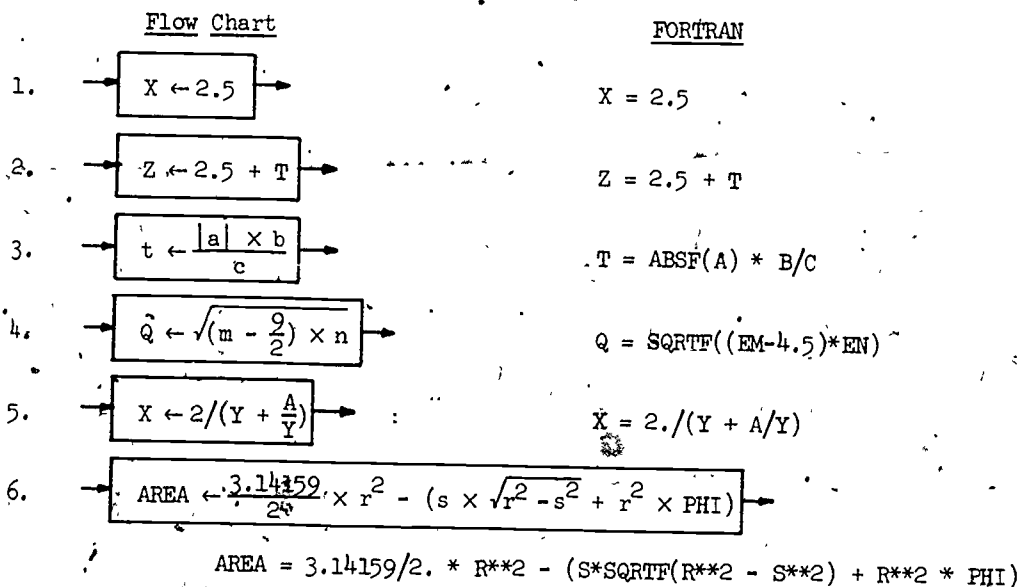 Flow Chart FORTRAN
1. X ← 2.5 X = 2.5
2. Z ← 2.5 + T Z = 2.5 + T
3. t ← |a| × b / c T = ABSF(A) * B/C
4. Q ← √(m - 9/2) × n Q = SQRTF((EM-4.5)*EN)
5. X ← 2/(Y + A/Y) X = 2./(Y + A/Y)
6. AREA ← 3.14159/2 × r² - (s × √r² - s² + r² × PHI)
AREA = 3.14159/2. * R**2 - (S*SQRTF(R**2 - S**2) + R**2 * PHI)